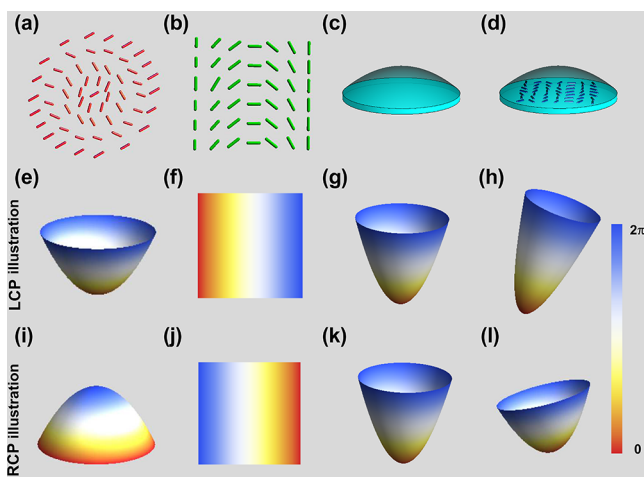 (a) (b) (c) (d)
(e) (f) (g) (h)
2π
LCP illustration
(i) (j) (k) (l)
RCP illustration
0